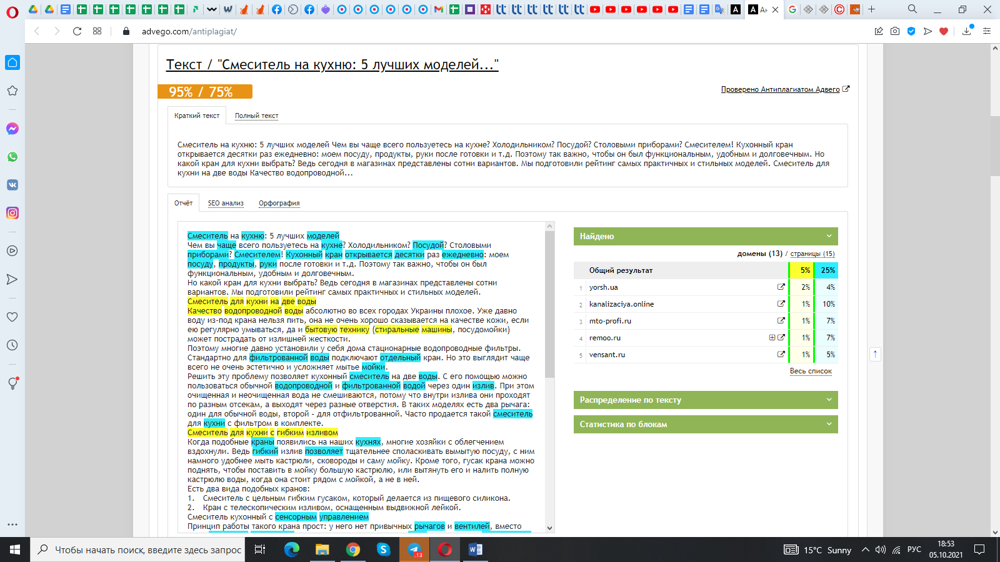 Ан
advego.com/antiplagiat/
Текст / "Смеситель на кухню: 5 лучших моделей..."
95% / 75%
Проверено Антиплагиатом Адвего
Краткий текст
Полный текст
Смеситель на кухню: 5 лучших моделей Чем вы чаще всего пользуетесь на кухне? Холодильником? Посудой? Столовыми приборами? Смесителем! Кухонный кран
открывается десятки раз ежедневно: моем посуду, продукты, руки после готовки и т.д. Поэтому так важно, чтобы он был функциональным, удобным и долговечным. Но
какой кран для кухни выбрать? Ведь сегодня в магазинах представлены сотни вариантов. Мы подготовили рейтинг самых практичных и стильных моделей. Смеситель для
кухни на две воды Качество водопроводной...
Отчёт
SEO анализ
Орфография
Смеситель на кухню: 5 лучших моделей
Чем вы чаще всего пользуетесь на кухне? Холодильником? Посудой? Столовыми
приборами? Смесителем! Кухонный кран открывается десятки раз ежедневно: моем
посуду, продукты, руки после готовки и т.д. Поэтому так важно, чтобы он был
функциональным, удобным и долговечным.
Но какой кран для кухни выбрать? Ведь сегодня в магазинах представлены сотни
вариантов. Мы подготовили рейтинг самых практичных и стильных моделей.
Смеситель для кухни на две воды
Качество водопроводной воды абсолютно во всех городах Украины плохое. Уже давно
воду из-под крана нельзя пить, она не очень хорошо сказывается на качестве кожи, если
ею регулярно умываться, да и бытовую технику (стиральные машины, посудомойки)
может пострадать от излишней жесткости.
Поэтому многие давно установили у себя дома стационарные водопроводные фильтры.
Стандартно для фильтрованной воды подключают отдельный кран. Но это выглядит чаще
всего не очень эстетично и усложняет мытье мойки.
Решить эту проблему позволяет кухонный смеситель на две воды. С его помощью можно
пользоваться обычной водопроводной и фильтрованной водой через один излив. При этом
очищенная и неочищенная вода не смешиваются, потому что внутри излива они проходят
по разным отсекам, а выходят через разные отверстия. В таких моделях есть два рычага:
один для обычной воды, второй - для отфильтрованной. Часто продается такой смеситель
для кухни с фильтром в комплекте.
Смеситель для кухни с гибким изливом
Когда подобные краны появились на наших кухнях, многие хозяйки с облегчением
вздохнули. Ведь гибкий излив позволяет тщательнее споласкивать вымытую посуду, с ним
намного удобнее мыть кастрюли, сковороды и саму мойку. Кроме того, гусак крана можно
поднять, чтобы поставить в мойку большую кастрюлю, или вытянуть его и налить полную
кастрюлю воды, когда она стоит рядом с мойкой, а не в ней.
Есть два вида подобных кранов:
1. Смеситель с цельным гибким гусаком, который делается из пищевого силикона.
2. Кран с телескопическим изливом, оснащенным выдвижной лейкой.
Смеситель кухонный с сенсорным управлением
Принцип работы такого крана прост: у него нет привычных рычагов и вентилей, вместо
Найдено
домены (13) / страницы (15)
Общий результат 5% 25%
1 yorsh.ua 2% 4%
2 kanalizaciya.online 1% 10%
3 mto-profi.ru 1% 7%
4 remoo.ru 1% 7%
5 vensant.ru 1% 5%
Весь список
Распределение по тексту
Статистика по блокам
Чтобы начать поиск, введите здесь запрос
..13
15°C Sunny
РУС
18:53
05.10.2021